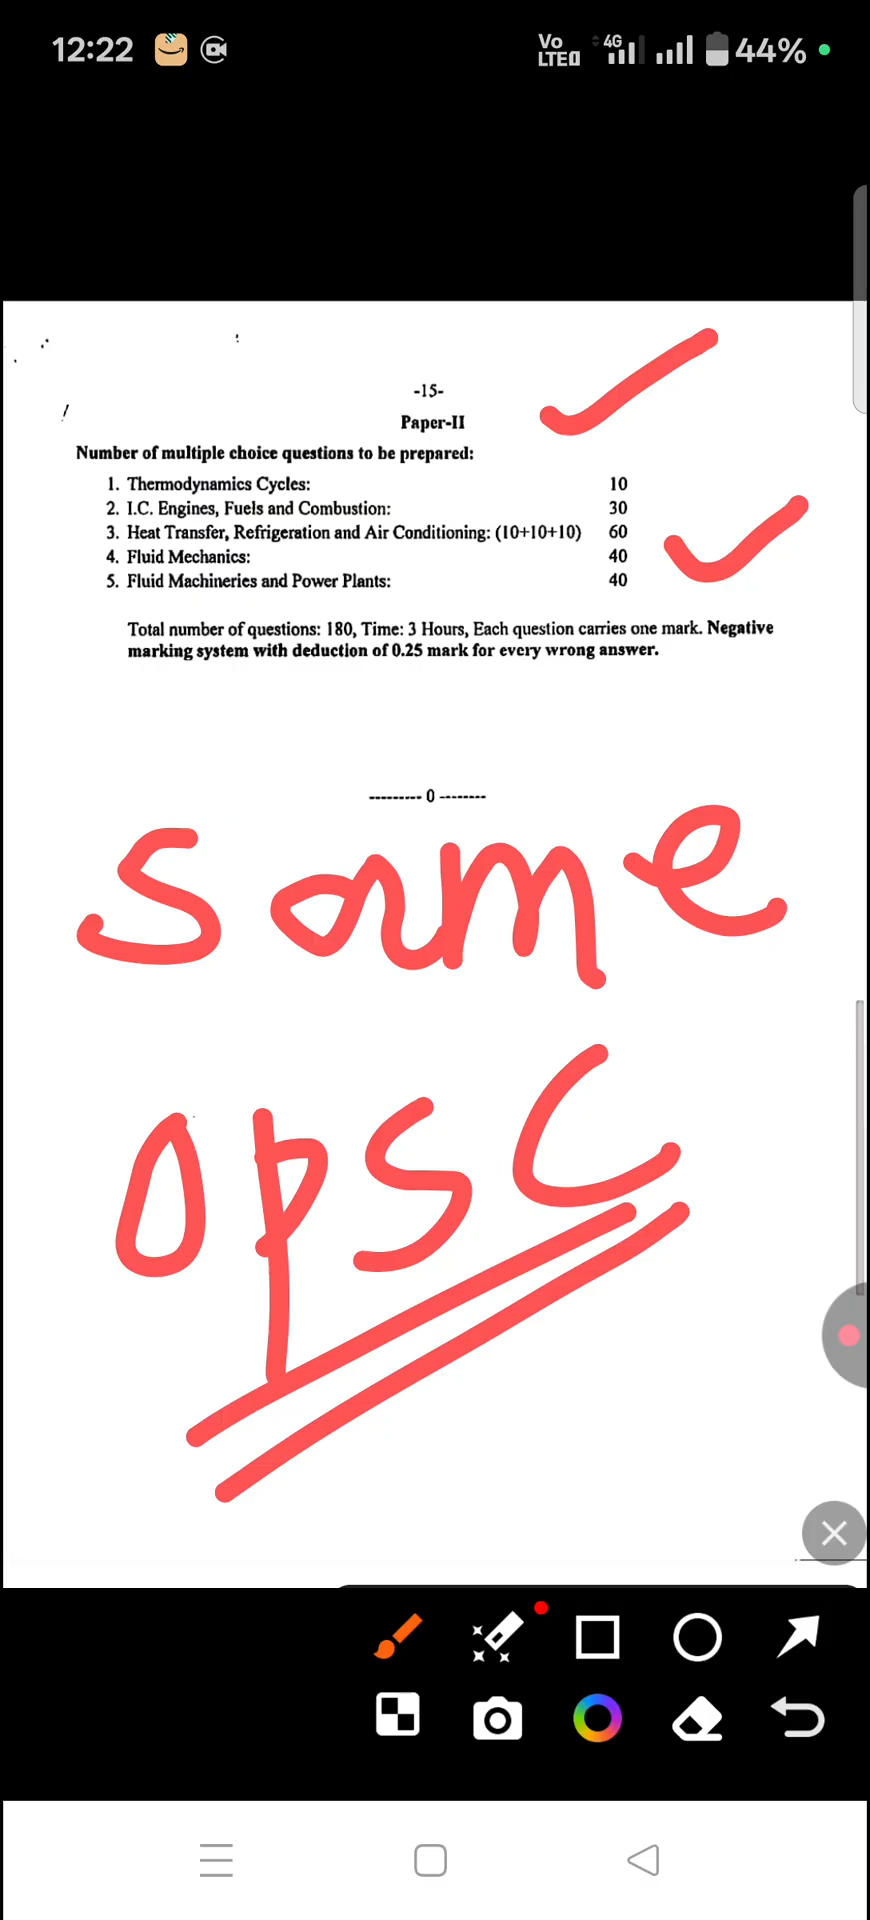 12:22 Vo LTE 4G 44%
-15-
Paper-II
Number of multiple choice questions to be prepared:
1. Thermodynamics Cycles: 10
2. I.C. Engines, Fuels and Combustion: 30
3. Heat Transfer, Refrigeration and Air Conditioning: (10+10+10) 60
4. Fluid Mechanics: 40
5. Fluid Machineries and Power Plants: 40
Total number of questions: 180, Time: 3 Hours, Each question carries one mark. Negative
marking system with deduction of 0.25 mark for every wrong answer.
--------- 0 --------
Same
OPSC